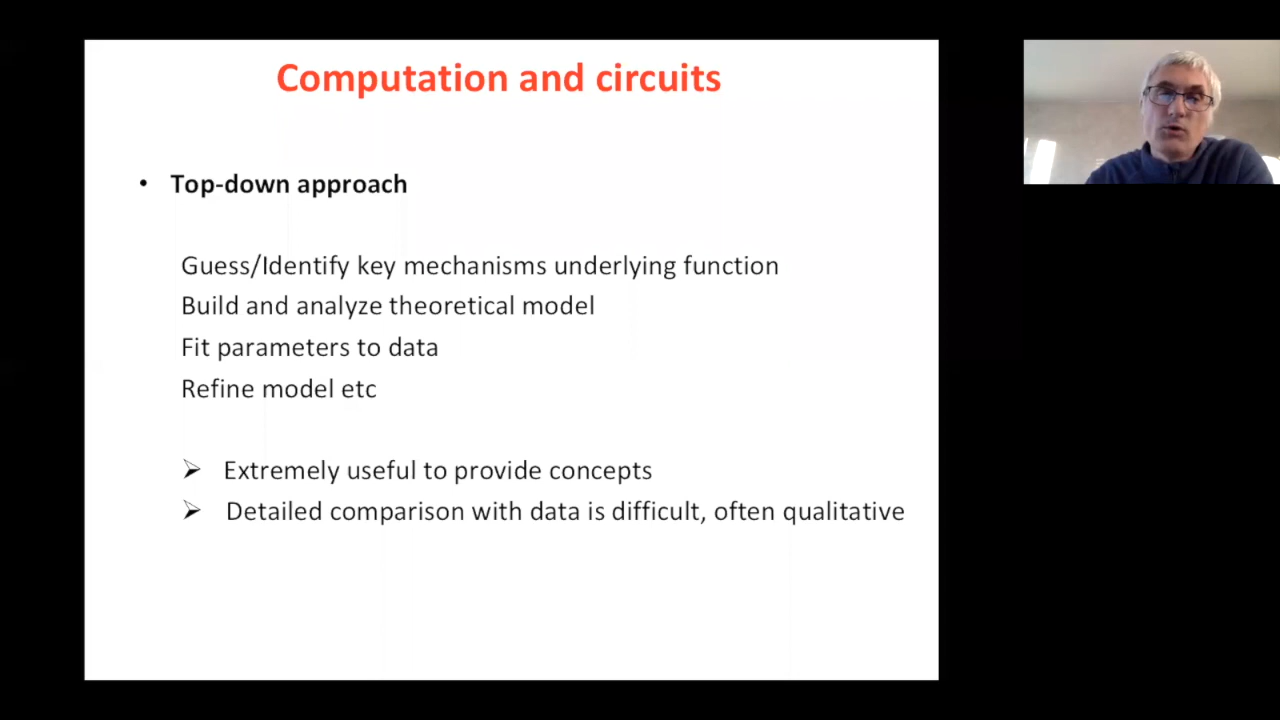 Computation and circuits
• Top-down approach
Guess/Identify key mechanisms underlying function
Build and analyze theoretical model
Fit parameters to data
Refine model etc
➢ Extremely useful to provide concepts
➢ Detailed comparison with data is difficult, often qualitative